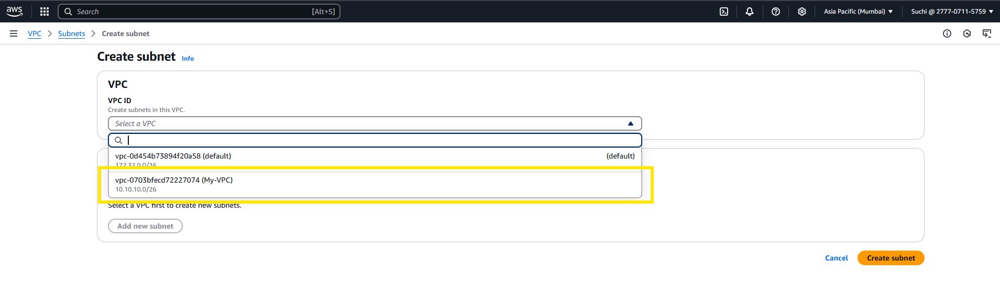 aws
Search [Alt+S]
Asia Pacific (Mumbai) Suchi @ 2777-0711-5759
VPC Subnets Create subnet
Create subnet Info
VPC
VPC ID
Create subnets in this VPC.
Select a VPC
vpc-0d454b73894f20a58 (default) (default)
172.31.0.0/16
vpc-0703bfecd72227074 (My-VPC)
10.10.10.0/26
Select a VPC first to create new subnets.
Add new subnet
Cancel Create subnet